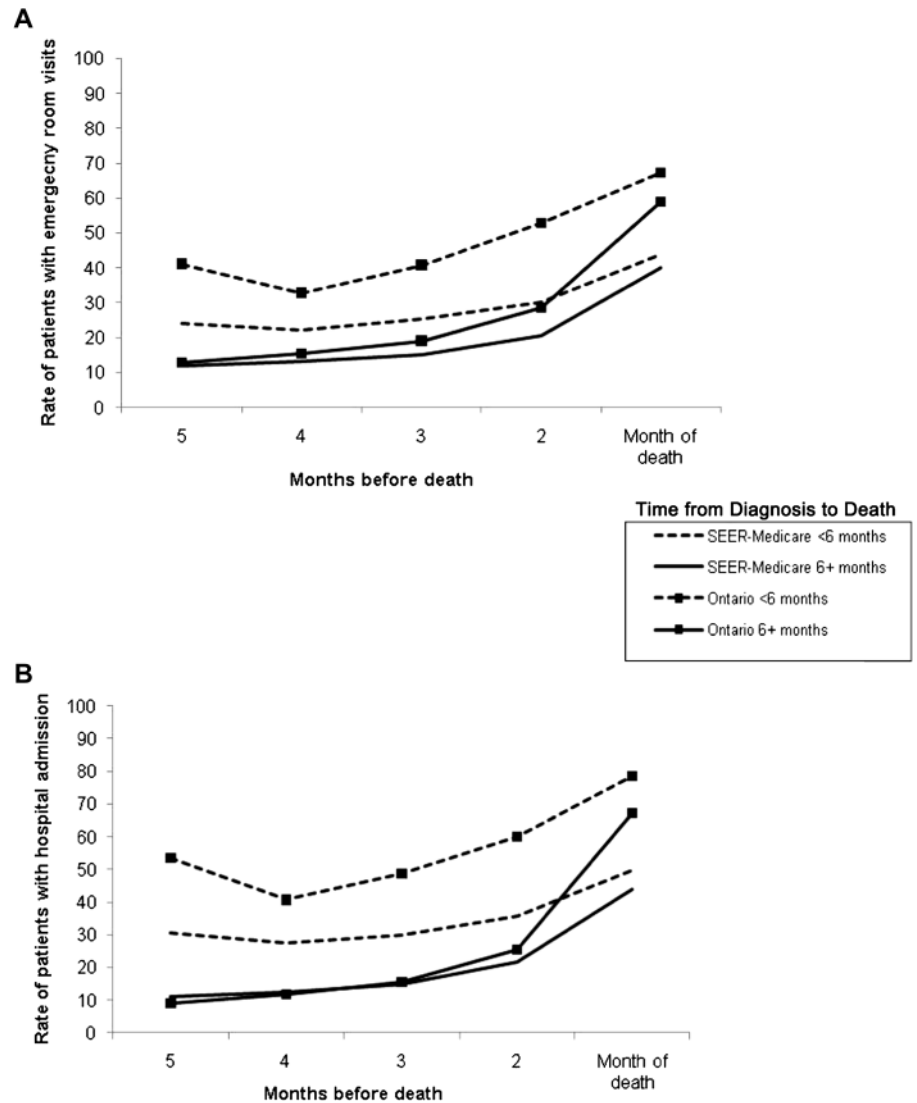 A
Rate of patients with emergecny room visits
100
90
80
70
60
50
40
30
20
10
0
5
4
3
2
Month of
death
Months before death
Time from Diagnosis to Death
SEER-Medicare <6 months
SEER-Medicare 6+ months
Ontario <6 months
Ontario 6+ months
B
Rate of patients with hospital admission
100
90
80
70
60
50
40
30
20
10
0
5
4
3
2
Month of
death
Months before death